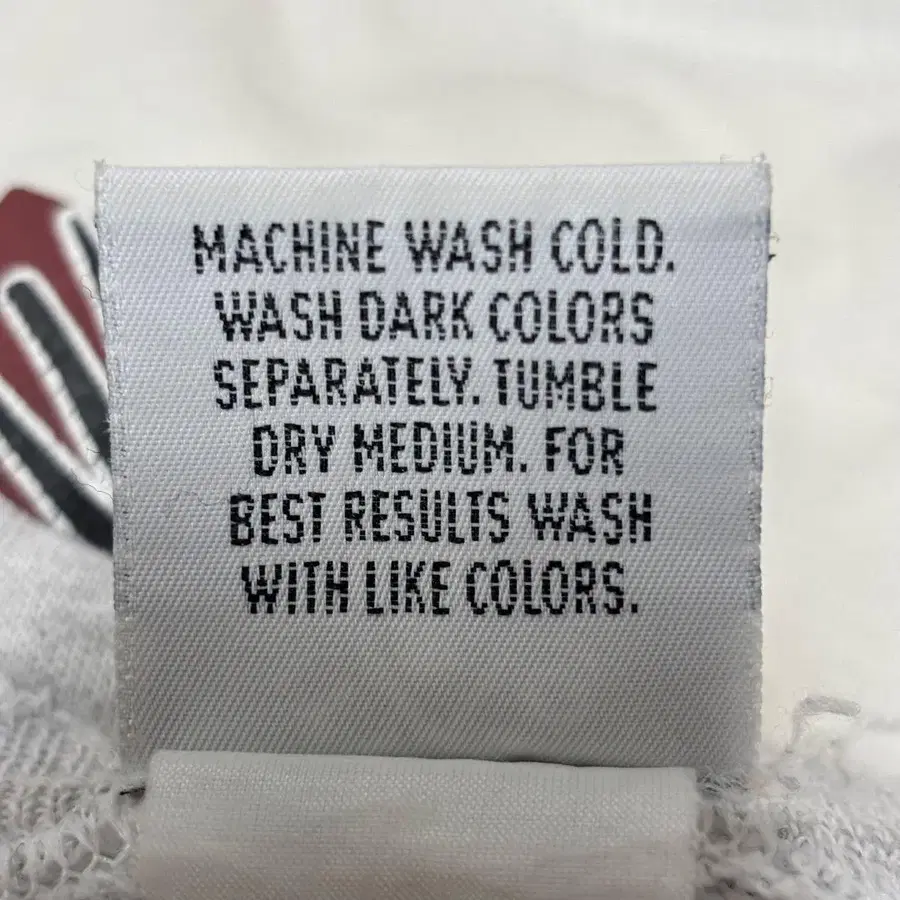 MACHINE WASH COLD.
WASH DARK COLORS
SEPARATELY. TUMBLE
DRY MEDIUM. FOR
BEST RESULTS WASH
WITH LIKE COLORS.